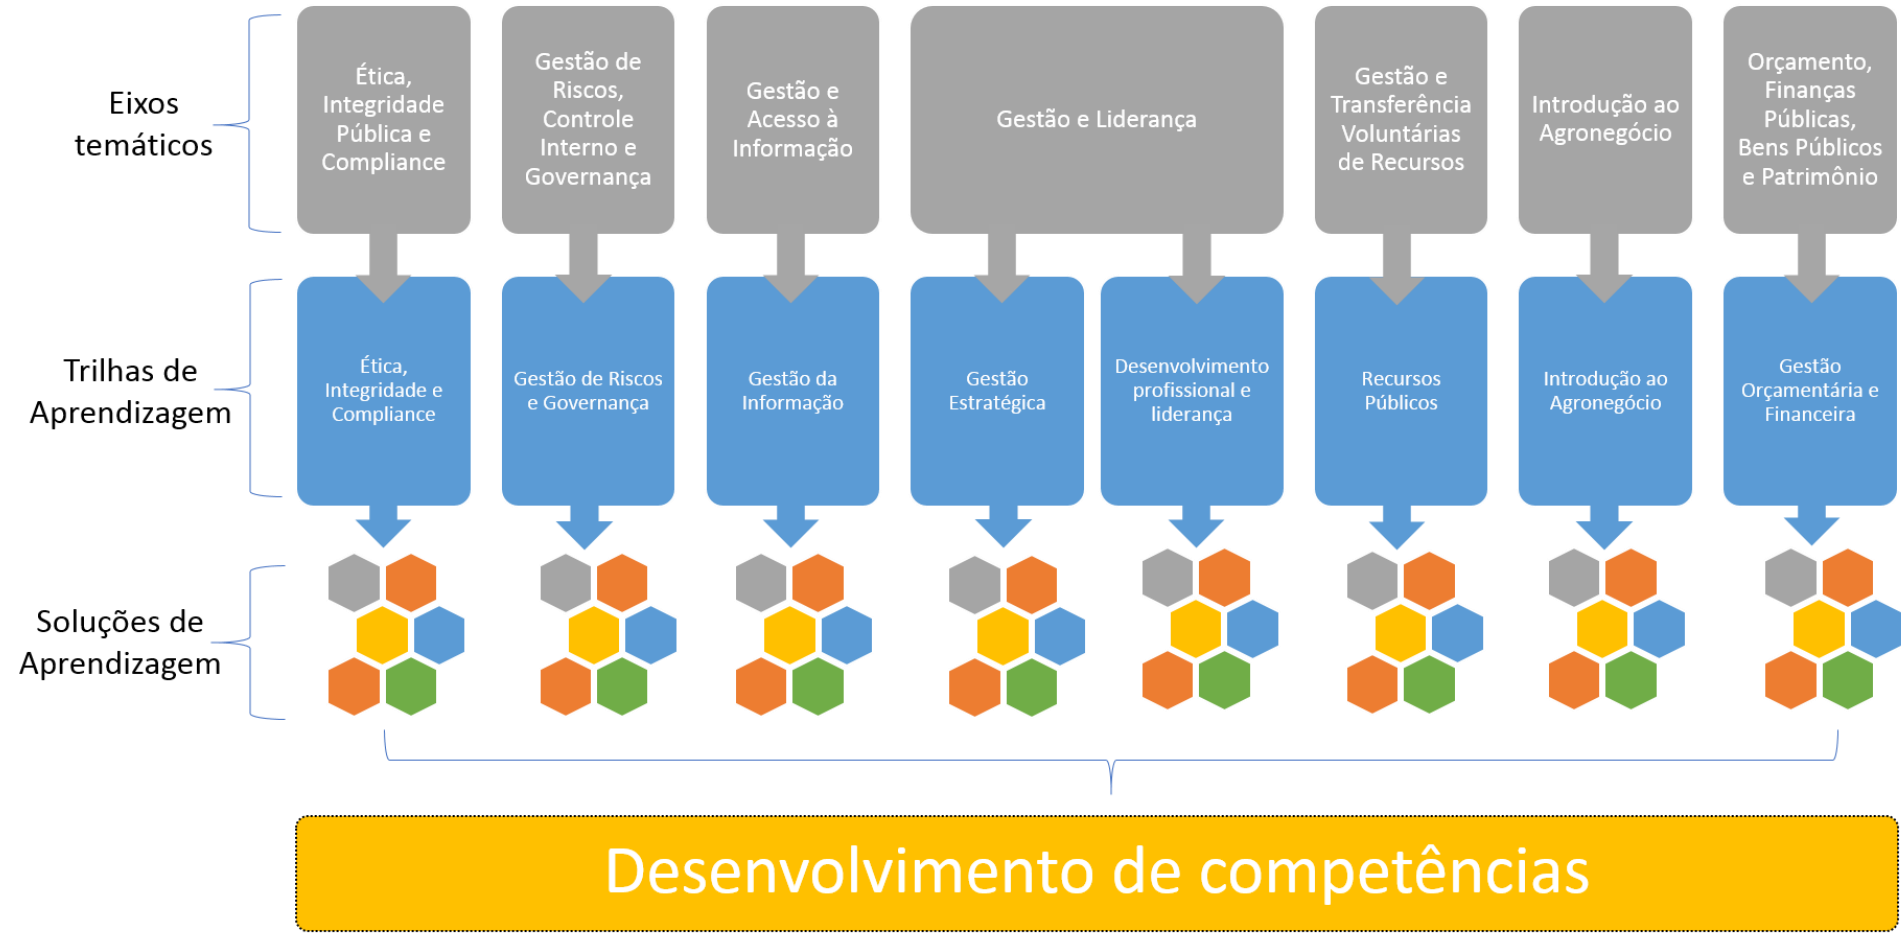 Eixos
temáticos
Ética,
Integridade
Pública e
Compliance
Gestão de
Riscos,
Controle
Interno e
Governança
Gestão e
Acesso à
Informação
Gestão e Liderança
Gestão e
Transferência
Voluntárias
de Recursos
Introdução ao
Agronegócio
Orçamento,
Finanças
Públicas,
Bens Públicos
e Patrimônio
Trilhas de
Aprendizagem
Ética,
Integridade e
Compliance
Gestão de Riscos
e Governança
Gestão da
Informação
Gestão
Estratégica
Desenvolvimento
profissional e
liderança
Recursos
Públicos
Introdução ao
Agronegócio
Gestão
Orçamentária e
Financeira
Soluções de
Aprendizagem
Desenvolvimento de competências